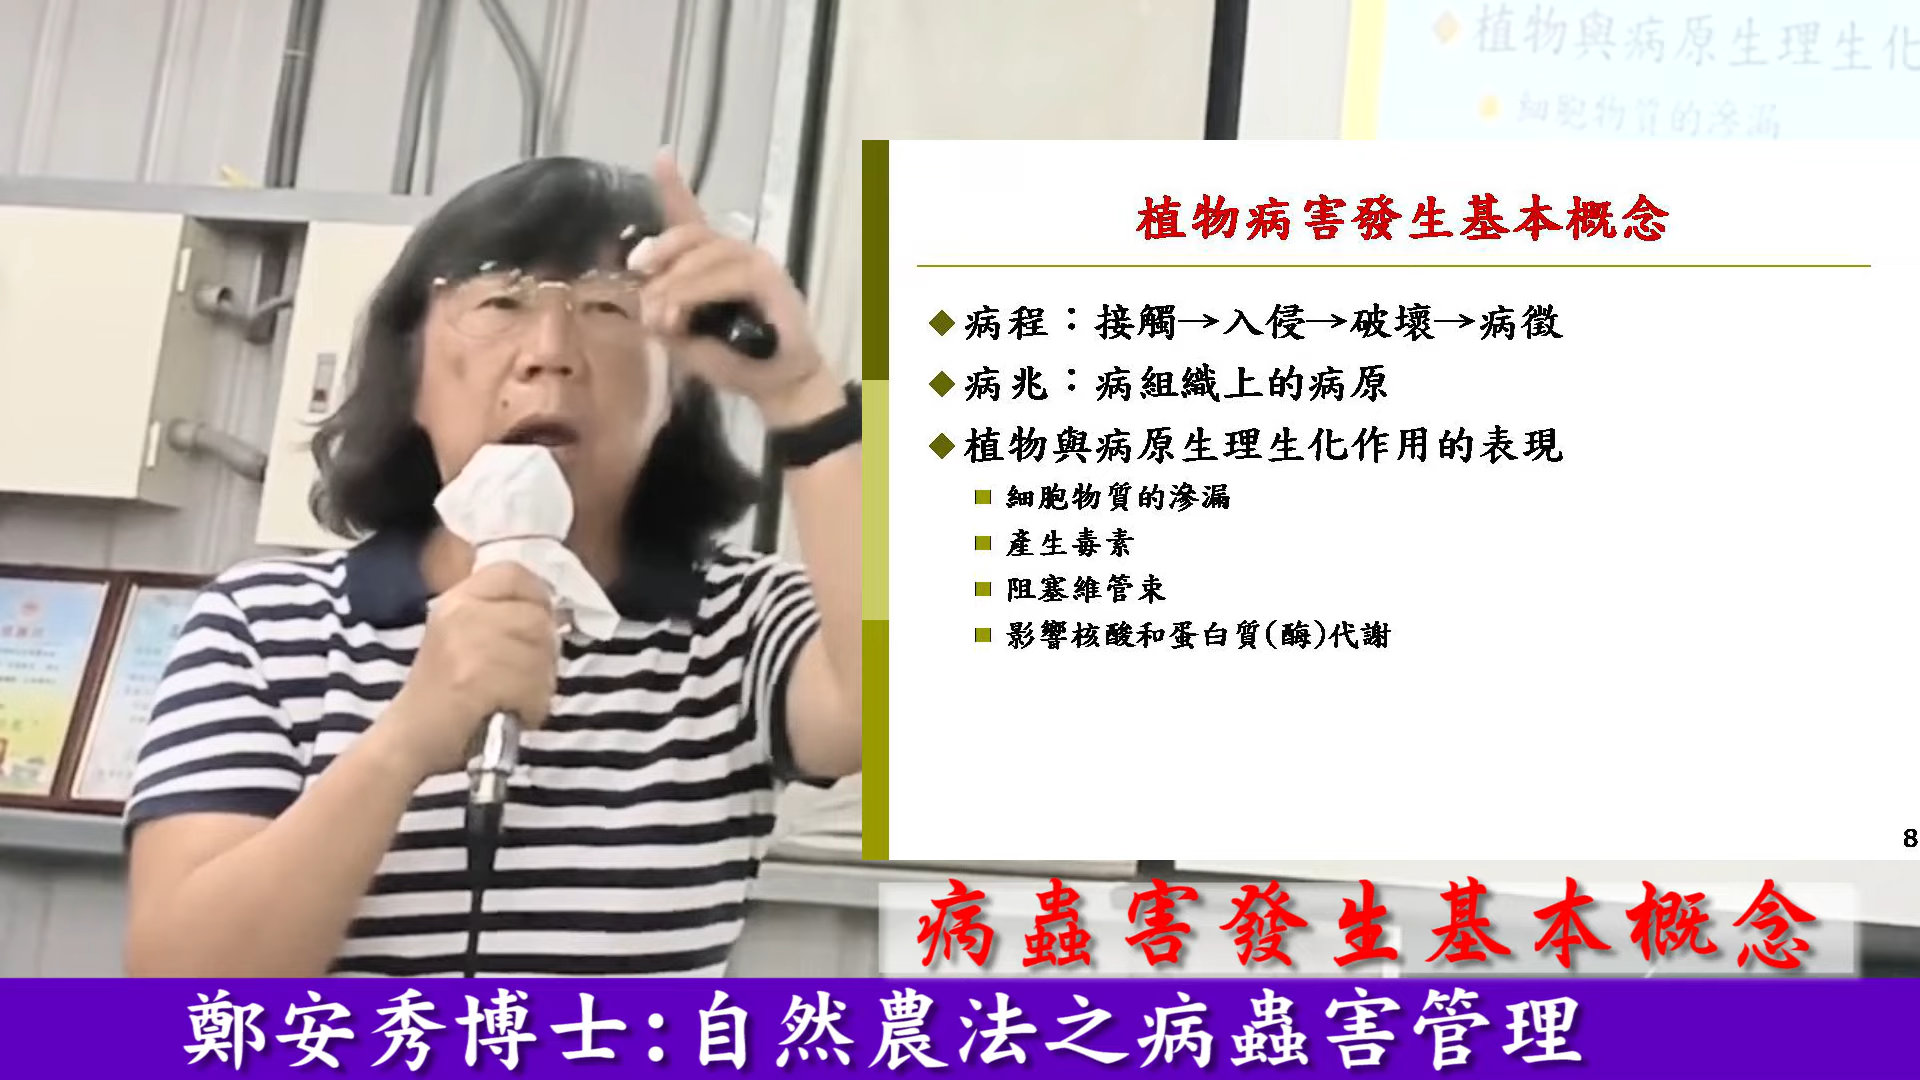 植物與病原生理生化
細胞物質的滲漏
植物病害發生基本概念
病程：接觸→入侵→破壞→病徵
病兆：病組織上的病原
植物與病原生理生化作用的表現
細胞物質的滲漏
產生毒素
阻塞維管束
影響核酸和蛋白質(酶)代謝
8
病蟲害發生基本概念
鄭安秀博士:自然農法之病蟲害管理